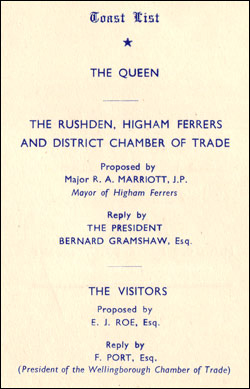 Toast List
THE QUEEN
THE RUSHDEN, HIGHAM FERRERS
AND DISTRICT CHAMBER OF TRADE
Proposed by
Major R. A. MARRIOTT, J.P.
Mayor of Higham Ferrers
Reply by
THE PRESIDENT
BERNARD GRAMSHAW, Esq.
THE VISITORS
Proposed by
E. J. ROE, Esq.
Reply by
F. PORT, Esq.
(President of the Wellingborough Chamber of Trade)